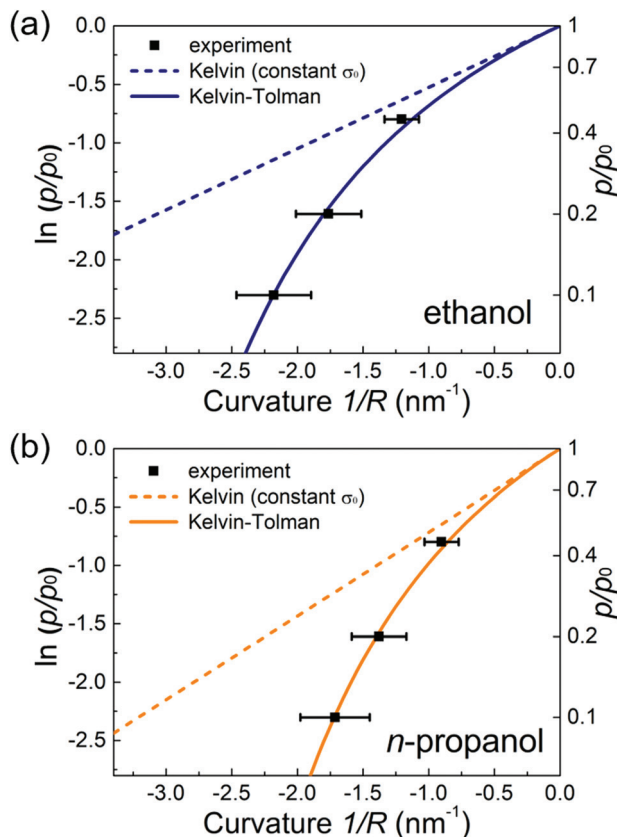 (a)
experiment
Kelvin (constant σ₀)
Kelvin-Tolman
0.0
-0.5
-1.0
-1.5
-2.0
-2.5
ln (p/p₀)
1
0.7
0.4
0.2
0.1
p/p₀
ethanol
-3.0 -2.5 -2.0 -1.5 -1.0 -0.5 0.0
Curvature 1/R (nm⁻¹)
(b)
experiment
Kelvin (constant σ₀)
Kelvin-Tolman
0.0
-0.5
-1.0
-1.5
-2.0
-2.5
ln (p/p₀)
1
0.7
0.4
0.2
0.1
p/p₀
n-propanol
-3.0 -2.5 -2.0 -1.5 -1.0 -0.5 0.0
Curvature 1/R (nm⁻¹)